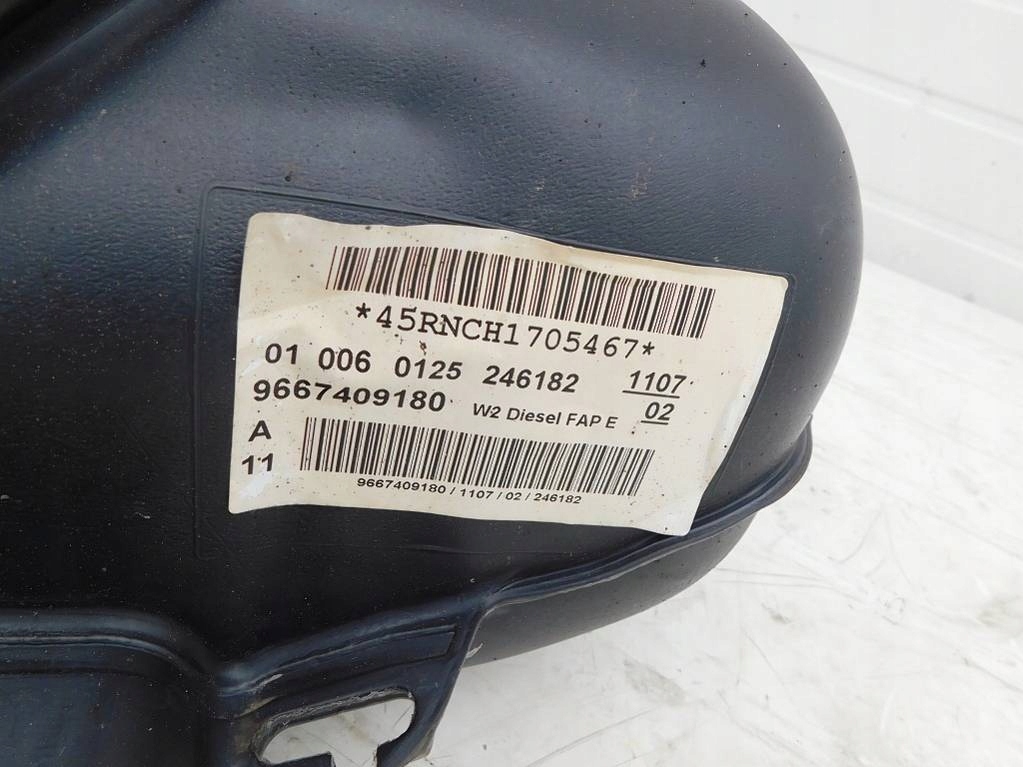 *45RNCH1705467*
01 006 0125 246182 1107
9667409180 W2 Diesel FAP E 02
A
11
9667409180 / 1107 / 02 / 246182